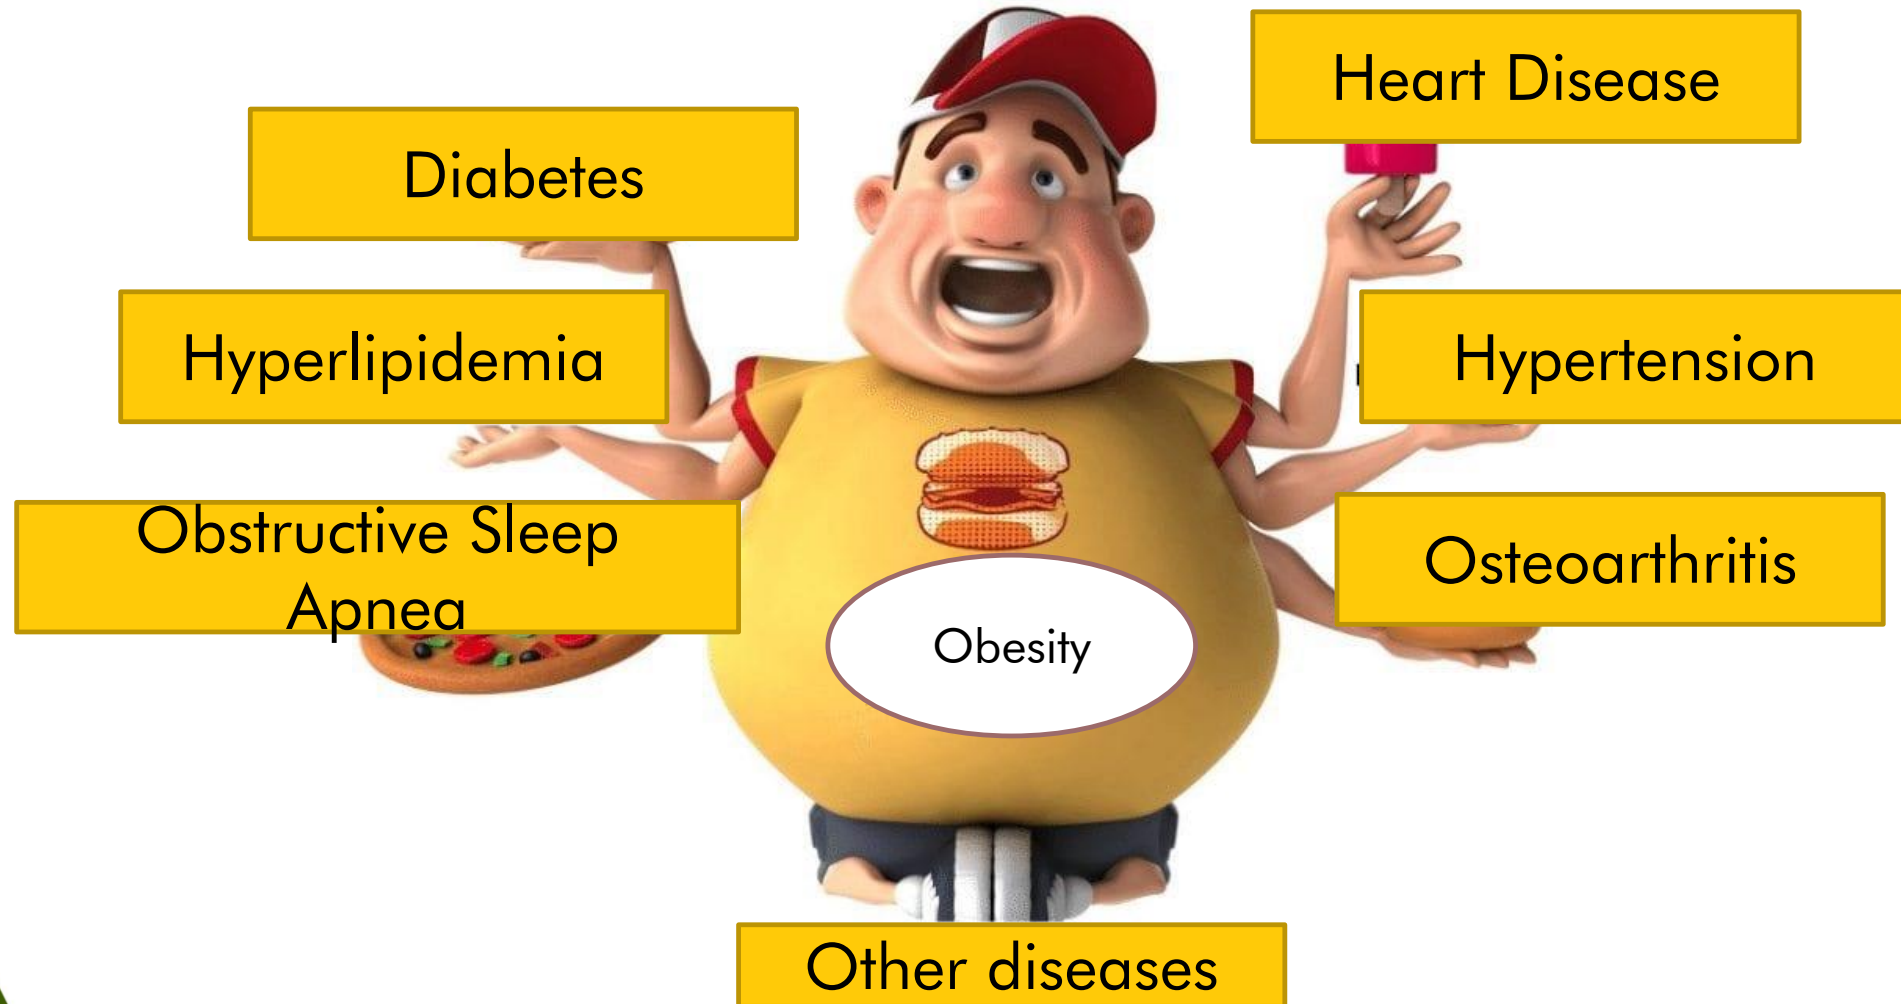 Heart Disease
Diabetes
Hyperlipidemia
Hypertension
Obstructive Sleep
Apnea
Osteoarthritis
Obesity
Other diseases